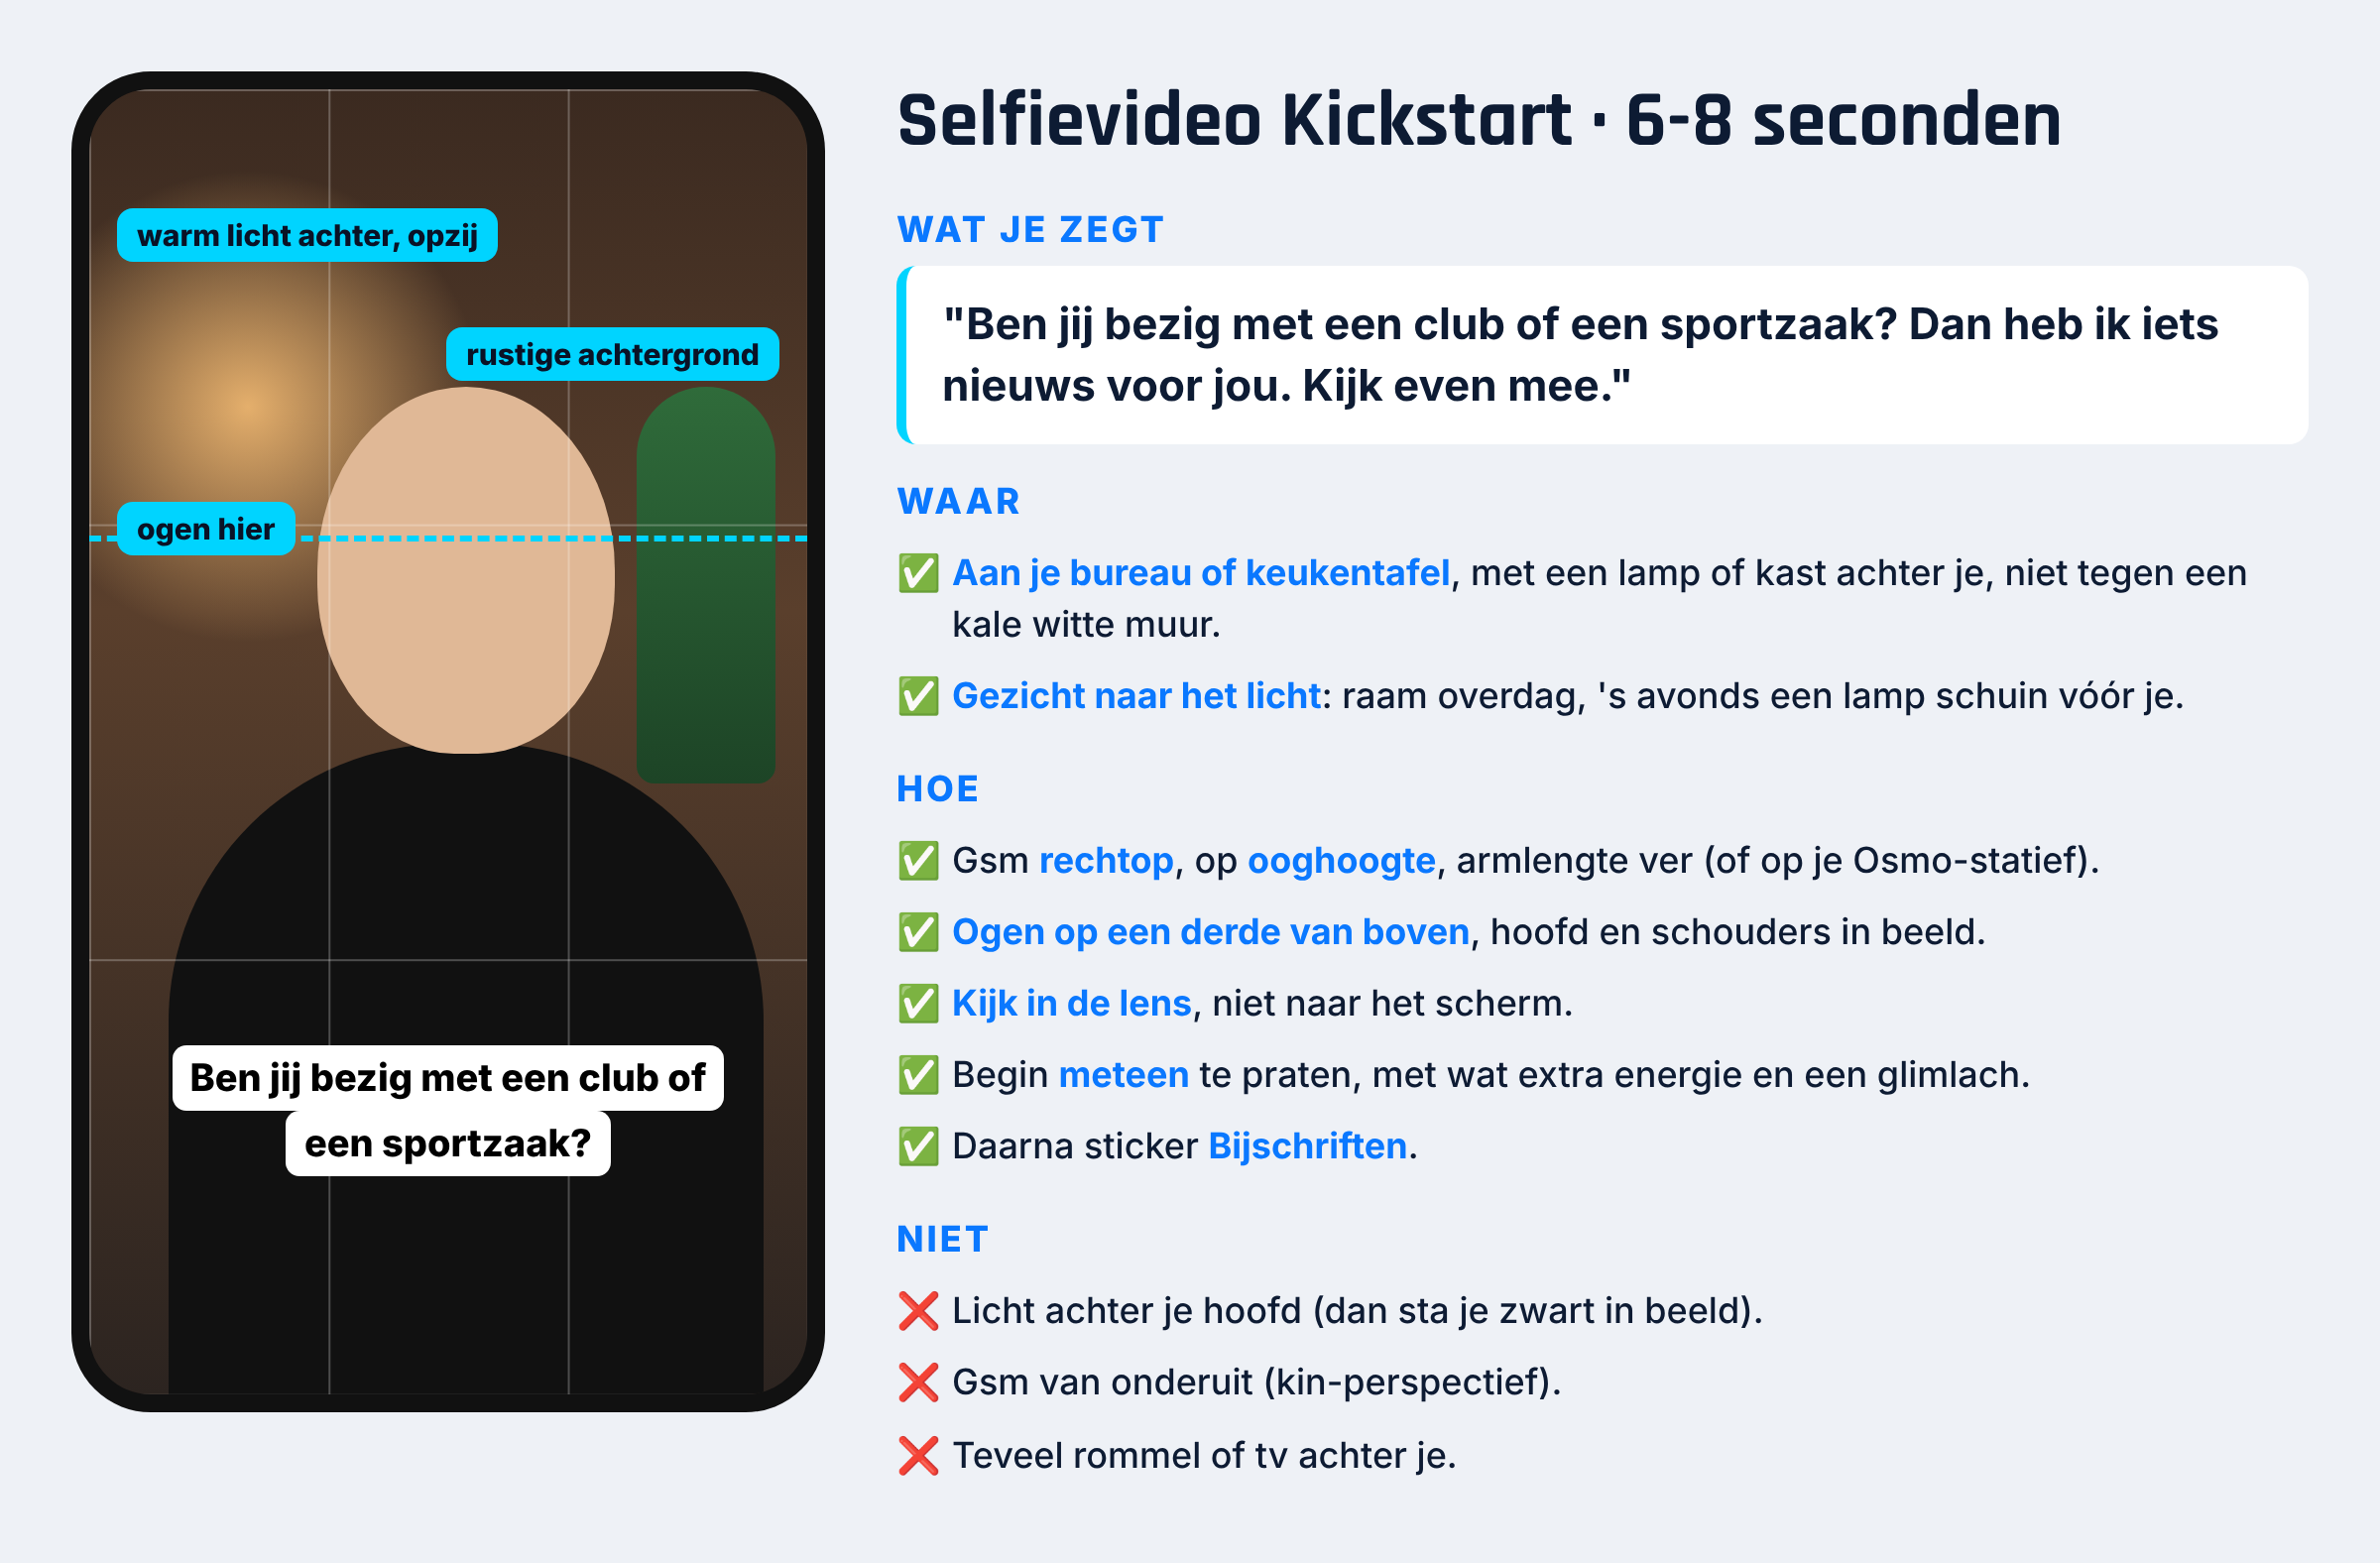 warm licht achter, opzij
rustige achtergrond
ogen hier
Ben jij bezig met een club of
een sportzaak?
Selfievideo Kickstart · 6-8 seconden
WAT JE ZEGT
"Ben jij bezig met een club of een sportzaak? Dan heb ik iets
nieuws voor jou. Kijk even mee."
WAAR
✅ Aan je bureau of keukentafel, met een lamp of kast achter je, niet tegen een
kale witte muur.
✅ Gezicht naar het licht: raam overdag, 's avonds een lamp schuin vóór je.
HOE
✅ Gsm rechtop, op ooghoogte, armlengte ver (of op je Osmo-statief).
✅ Ogen op een derde van boven, hoofd en schouders in beeld.
✅ Kijk in de lens, niet naar het scherm.
✅ Begin meteen te praten, met wat extra energie en een glimlach.
✅ Daarna sticker Bijschriften.
NIET
❌ Licht achter je hoofd (dan sta je zwart in beeld).
❌ Gsm van onderuit (kin-perspectief).
❌ Teveel rommel of tv achter je.